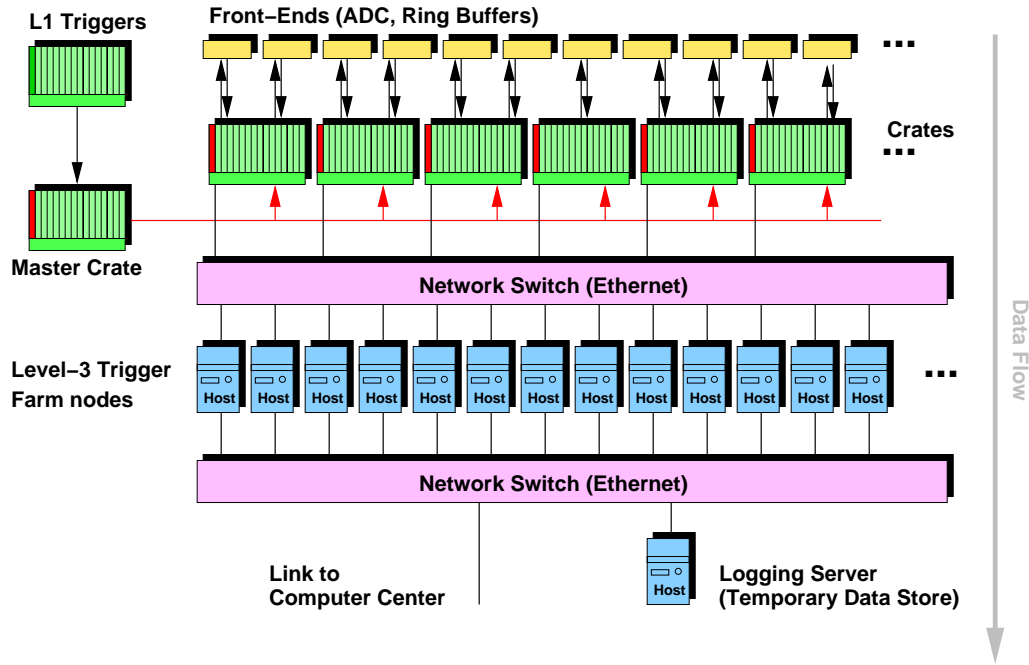 L1 Triggers
Front−Ends (ADC, Ring Buffers)
...
Crates
...
Master Crate
Network Switch (Ethernet)
Level−3 Trigger
Farm nodes
Host Host Host Host Host Host Host Host Host Host Host Host Host
...
Data Flow
Network Switch (Ethernet)
Link to
Computer Center
Host
Logging Server
(Temporary Data Store)